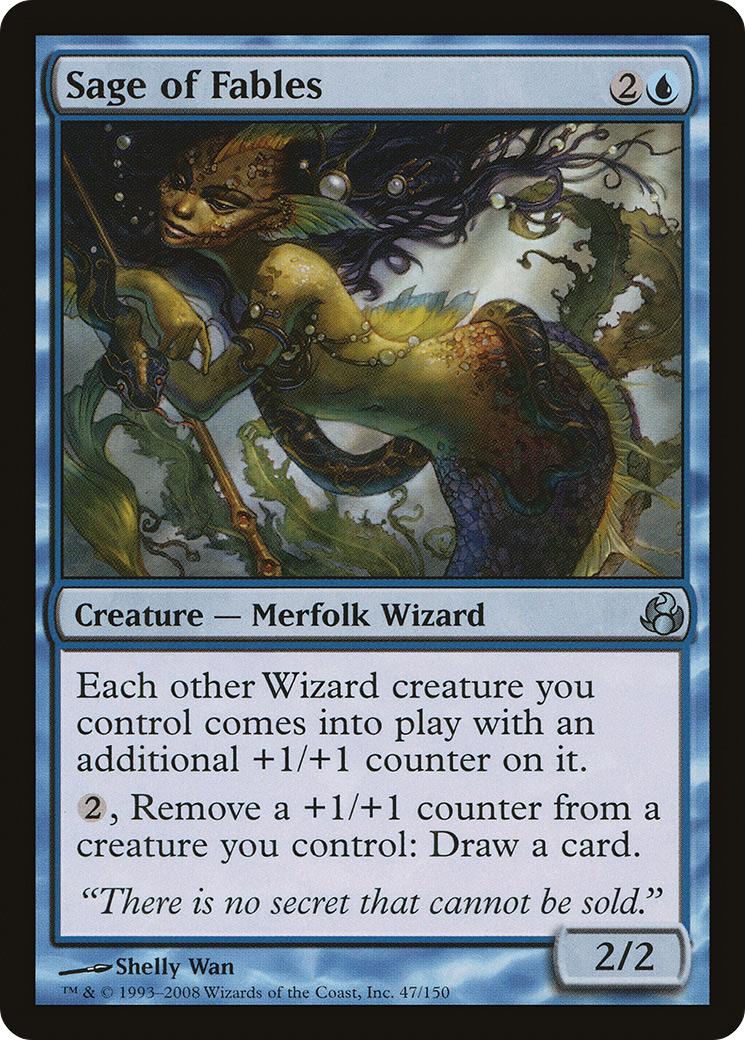 Sage of Fables
2
Creature — Merfolk Wizard
Each other Wizard creature you
control comes into play with an
additional +1/+1 counter on it.
2, Remove a +1/+1 counter from a
creature you control: Draw a card.
“There is no secret that cannot be sold.”
2/2
Shelly Wan
™ & © 1993–2008 Wizards of the Coast, Inc. 47/150